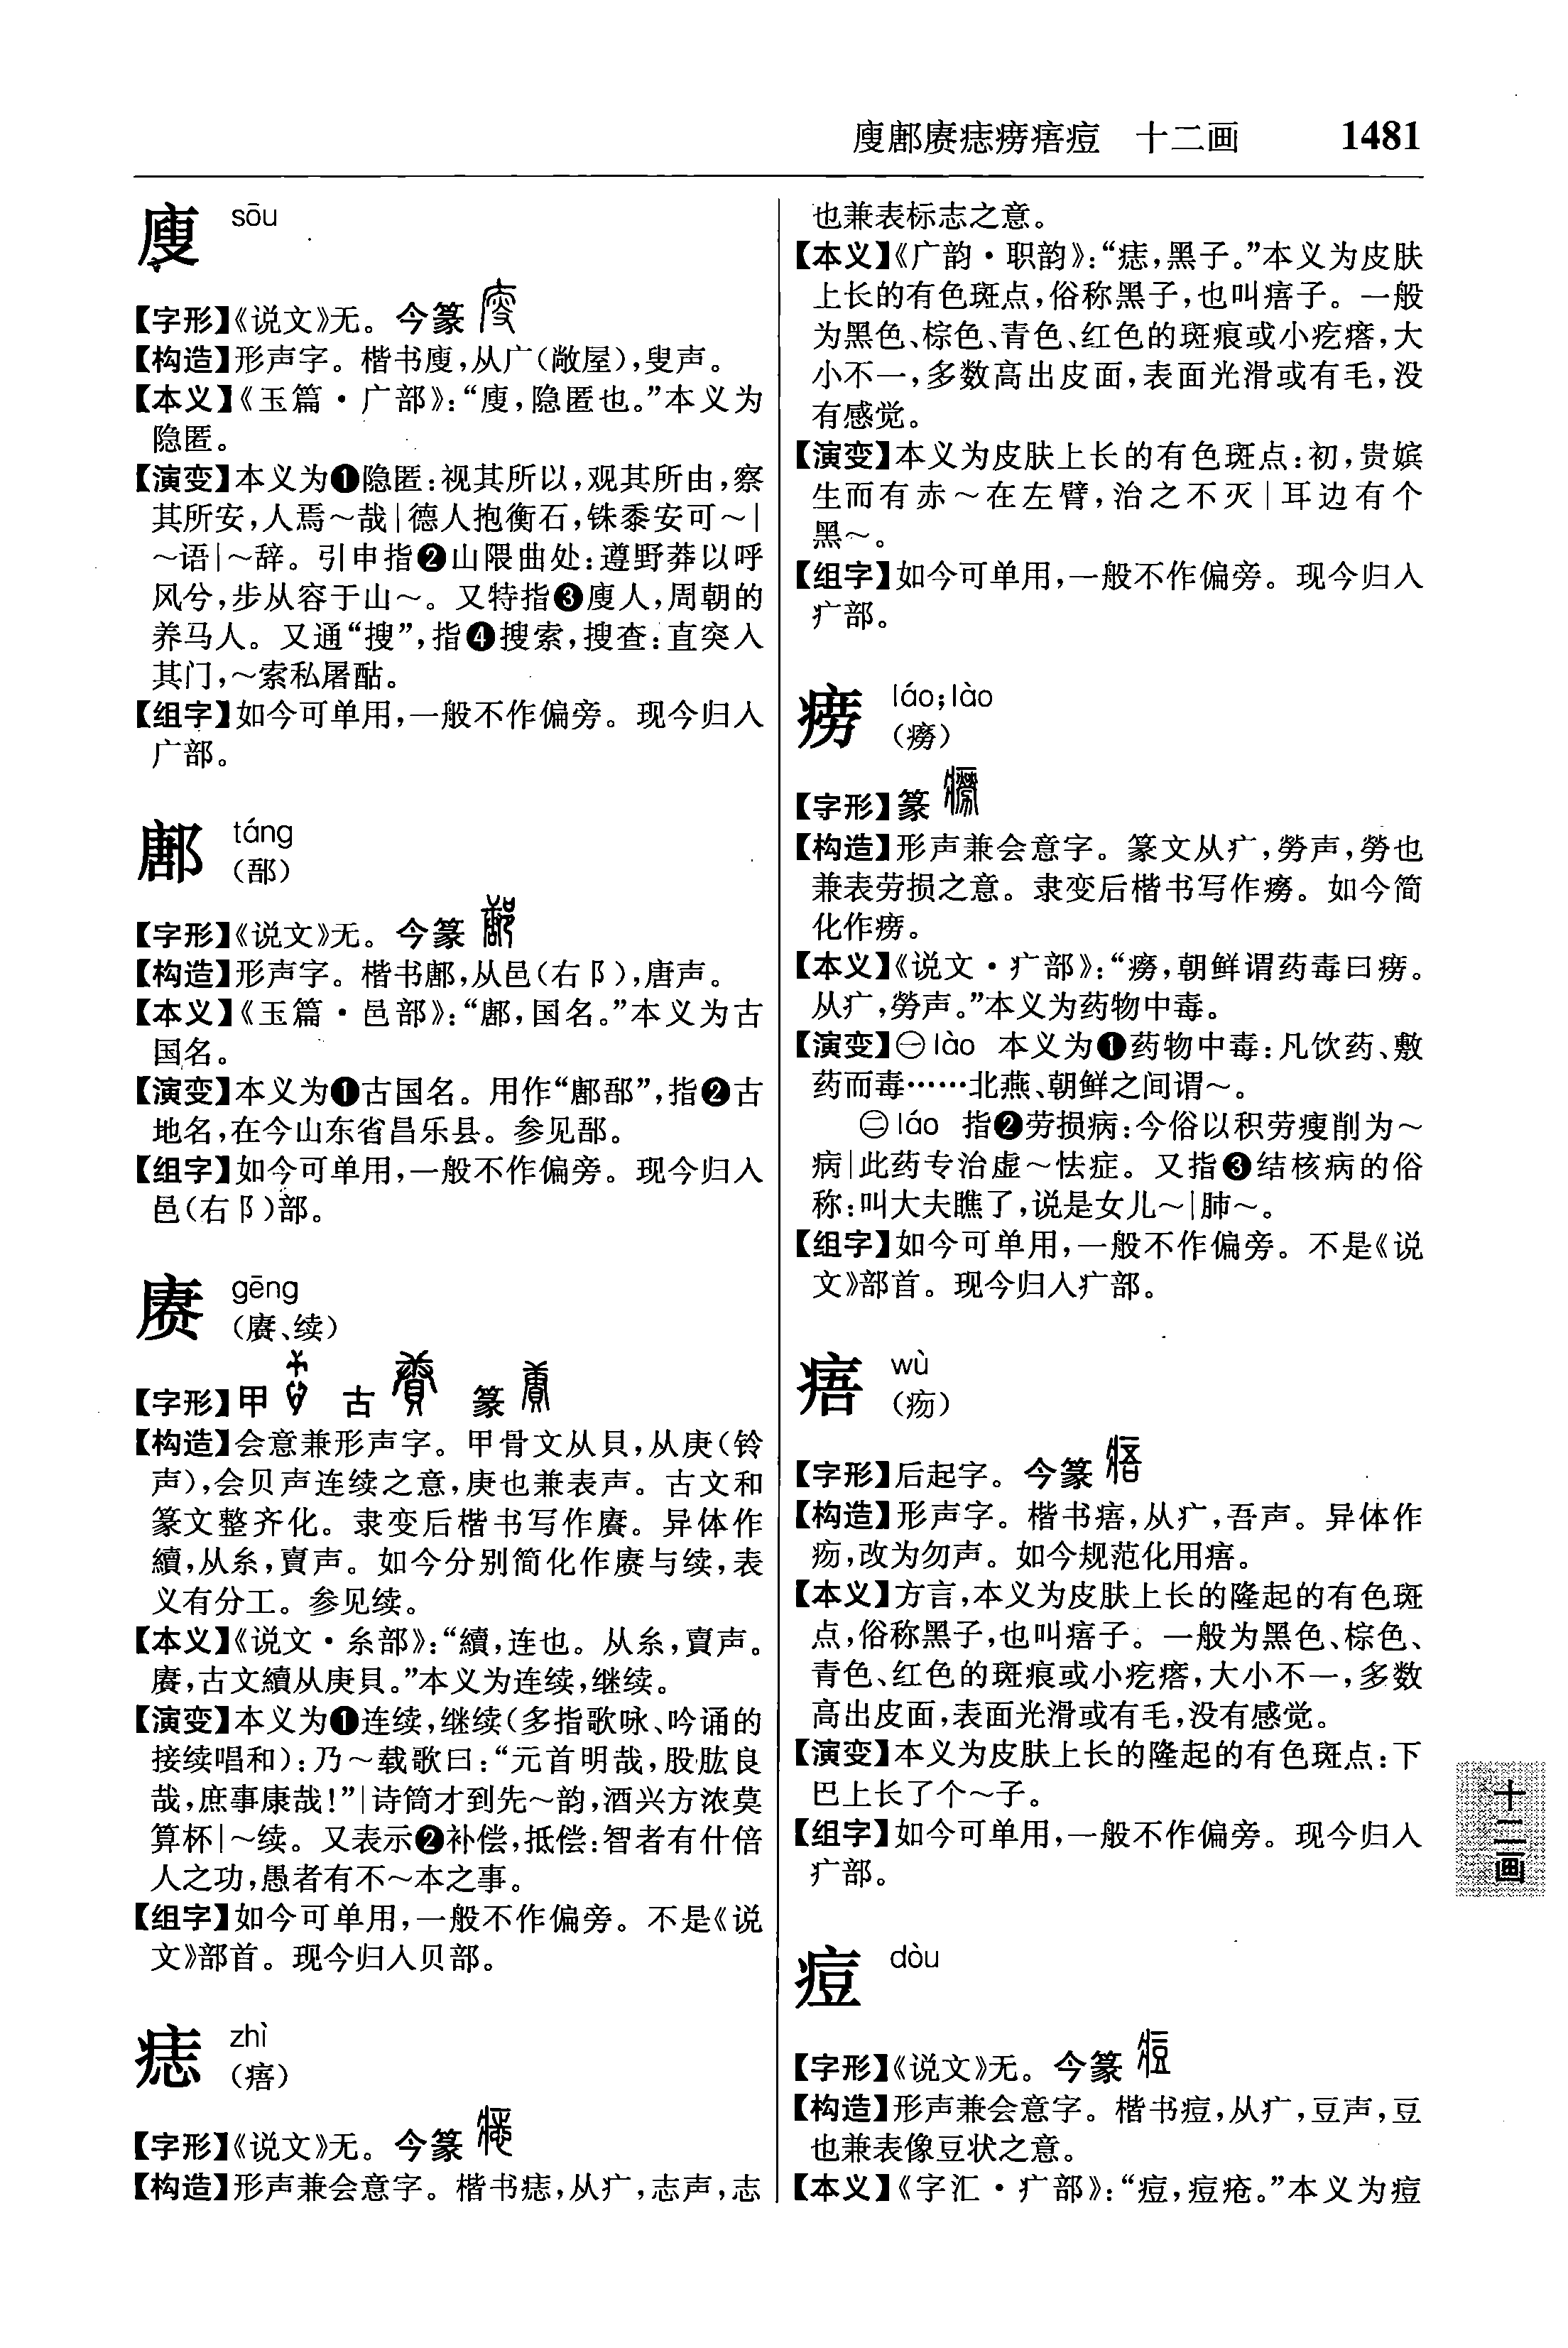 廋鄌赓痣痨痦痘　十二画　1481
廋 sōu
【字形】《说文》无。今篆
【构造】形声字。楷书廋,从广(敞屋),叟声。
【本义】《玉篇·广部》:“廋,隐匿也。”本义为
隐匿。
【演变】本义为❶隐匿:视其所以,观其所由,察
其所安,人焉～哉|德人抱衡石,铢黍安可～|
～语|～辞。引申指❷山隈曲处:遵野莽以呼
风兮,步从容于山～。又特指❸廋人,周朝的
养马人。又通“搜”,指❹搜索,搜查:直突入
其门,～索私屠酤。
【组字】如今可单用,一般不作偏旁。现今归入
广部。
鄌 táng
(郚)
【字形】《说文》无。今篆
【构造】形声字。楷书鄌,从邑(右阝),唐声。
【本义】《玉篇·邑部》:“鄌,国名。”本义为古
国名。
【演变】本义为❶古国名。用作“鄌郚”,指❷古
地名,在今山东省昌乐县。参见郚。
【组字】如今可单用,一般不作偏旁。现今归入
邑(右阝)部。
赓 gēng
(賡、续)
【字形】甲　古　篆
【构造】会意兼形声字。甲骨文从貝,从庚(铃
声),会贝声连续之意,庚也兼表声。古文和
篆文整齐化。隶变后楷书写作賡。异体作
續,从糸,賣声。如今分别简化作赓与续,表
义有分工。参见续。
【本义】《说文·糸部》:“續,连也。从糸,賣声。
賡,古文續从庚貝。”本义为连续,继续。
【演变】本义为❶连续,继续(多指歌咏、吟诵的
接续唱和):乃～载歌曰:“元首明哉,股肱良
哉,庶事康哉!”|诗筒才到先～韵,酒兴方浓莫
算杯|～续。又表示❷补偿,抵偿:智者有什倍
人之功,愚者有不～本之事。
【组字】如今可单用,一般不作偏旁。不是《说
文》部首。现今归入贝部。
痣 zhì
(痦)
【字形】《说文》无。今篆
【构造】形声兼会意字。楷书痣,从疒,志声,志
也兼表标志之意。
【本义】《广韵·职韵》:“痣,黑子。”本义为皮肤
上长的有色斑点,俗称黑子,也叫痦子。一般
为黑色、棕色、青色、红色的斑痕或小疙瘩,大
小不一,多数高出皮面,表面光滑或有毛,没
有感觉。
【演变】本义为皮肤上长的有色斑点:初,贵嫔
生而有赤～在左臂,治之不灭|耳边有个
黑～。
【组字】如今可单用,一般不作偏旁。现今归入
疒部。
痨 láo;lào
(癆)
【字形】篆
【构造】形声兼会意字。篆文从疒,勞声,勞也
兼表劳损之意。隶变后楷书写作癆。如今简
化作痨。
【本义】《说文·疒部》:“癆,朝鲜谓药毒曰癆。
从疒,勞声。”本义为药物中毒。
【演变】㊀lào 本义为❶药物中毒:凡饮药、敷
药而毒……北燕、朝鲜之间谓～。
㊁láo 指❷劳损病:今俗以积劳瘦削为～
病|此药专治虚～怯症。又指❸结核病的俗
称:叫大夫瞧了,说是女儿～|肺～。
【组字】如今可单用,一般不作偏旁。不是《说
文》部首。现今归入疒部。
痦 wù
(㽾)
【字形】后起字。今篆
【构造】形声字。楷书痦,从疒,吾声。异体作
㽾,改为勿声。如今规范化用痦。
【本义】方言,本义为皮肤上长的隆起的有色斑
点,俗称黑子,也叫痦子。一般为黑色、棕色、
青色、红色的斑痕或小疙瘩,大小不一,多数
高出皮面,表面光滑或有毛,没有感觉。
【演变】本义为皮肤上长的隆起的有色斑点:下
巴上长了个～子。
【组字】如今可单用,一般不作偏旁。现今归入
疒部。
痘 dòu
【字形】《说文》无。今篆
【构造】形声兼会意字。楷书痘,从疒,豆声,豆
也兼表像豆状之意。
【本义】《字汇·疒部》:“痘,痘疮。”本义为痘
十二画